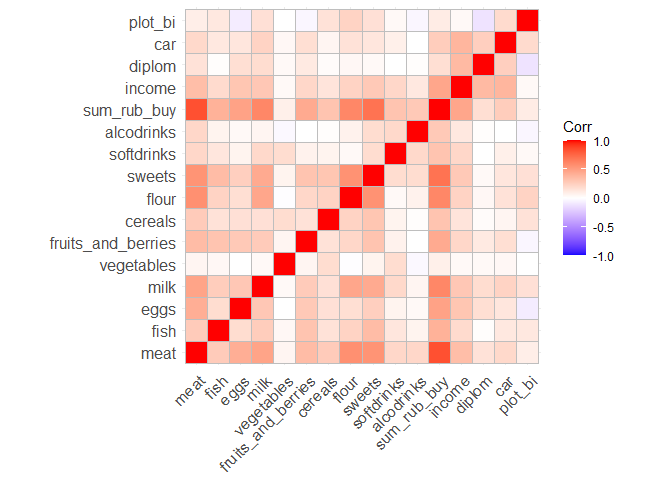 plot_bi
car
diplom
income
sum_rub_buy
alcodrinks
softdrinks
sweets
flour
cereals
fruits_and_berries
vegetables
milk
eggs
fish
meat
meat
fish
eggs
milk
vegetables
fruits_and_berries
cereals
flour
sweets
softdrinks
alcodrinks
sum_rub_buy
income
diplom
car
plot_bi
Corr
1.0
0.5
0.0
-0.5
-1.0